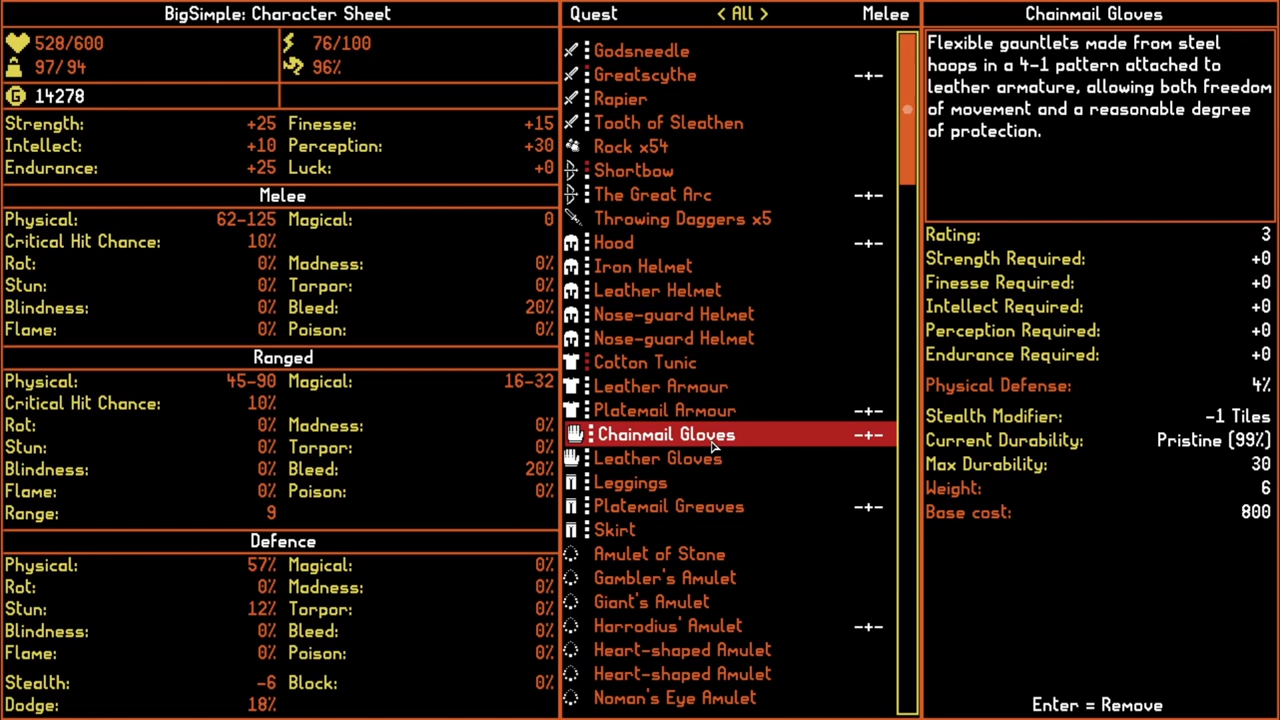 BigSimple: Character Sheet
528/600 76/100
97/94 96%
G 14278
Strength: +25 Finesse: +15
Intellect: +10 Perception: +30
Endurance: +25 Luck: +0
Melee
Physical: 62-125 Magical: 0
Critical Hit Chance: 10%
Rot: 0% Madness: 0%
Stun: 0% Torpor: 0%
Blindness: 0% Bleed: 20%
Flame: 0% Poison: 0%
Ranged
Physical: 45-90 Magical: 16-32
Critical Hit Chance: 10%
Rot: 0% Madness: 0%
Stun: 0% Torpor: 0%
Blindness: 0% Bleed: 20%
Flame: 0% Poison: 0%
Range: 9
Defence
Physical: 57% Magical: 0%
Rot: 0% Madness: 0%
Stun: 12% Torpor: 0%
Blindness: 0% Bleed: 0%
Flame: 0% Poison: 0%
Stealth: -6 Block: 0%
Dodge: 18%
Quest < All > Melee
Godsneedle
Greatscythe -+-
Rapier
Tooth of Sleathen
Rock x54
Shortbow
The Great Arc -+-
Throwing Daggers x5
Hood -+-
Iron Helmet
Leather Helmet
Nose-guard Helmet
Nose-guard Helmet
Cotton Tunic
Leather Armour
Platemail Armour -+-
Chainmail Gloves -+-
Leather Gloves
Leggings
Platemail Greaves -+-
Skirt
Amulet of Stone
Gambler's Amulet
Giant's Amulet
Harrodius' Amulet -+-
Heart-shaped Amulet
Heart-shaped Amulet
Noman's Eye Amulet
Chainmail Gloves
Flexible gauntlets made from steel
hoops in a 4-1 pattern attached to
leather armature, allowing both freedom
of movement and a reasonable degree
of protection.
Rating: 3
Strength Required: +0
Finesse Required: +0
Intellect Required: +0
Perception Required: +0
Endurance Required: +0
Physical Defense: 4%
Stealth Modifier: -1 Tiles
Current Durability: Pristine (99%)
Max Durability: 30
Weight: 6
Base cost: 800
Enter = Remove